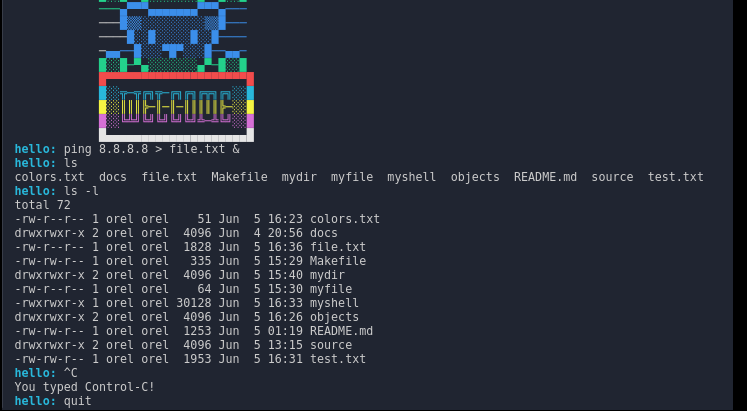 hello: ping 8.8.8.8 > file.txt &
hello: ls
colors.txt  docs  file.txt  Makefile  mydir  myfile  myshell  objects  README.md  source  test.txt
hello: ls -l
total 72
-rw-r--r-- 1 orel orel    51 Jun  5 16:23 colors.txt
drwxrwxr-x 2 orel orel  4096 Jun  4 20:56 docs
-rw-r--r-- 1 orel orel  1828 Jun  5 16:36 file.txt
-rw-rw-r-- 1 orel orel   335 Jun  5 15:29 Makefile
drwxrwxr-x 2 orel orel  4096 Jun  5 15:40 mydir
-rw-rw-r-- 1 orel orel    64 Jun  5 15:30 myfile
-rwxrwxr-x 1 orel orel 30128 Jun  5 16:33 myshell
drwxrwxr-x 2 orel orel  4096 Jun  5 16:26 objects
-rw-rw-r-- 1 orel orel  1253 Jun  5 01:19 README.md
drwxrwxr-x 2 orel orel  4096 Jun  5 13:15 source
-rw-rw-r-- 1 orel orel  1953 Jun  5 16:31 test.txt
hello: ^C
You typed Control-C!
hello: quit